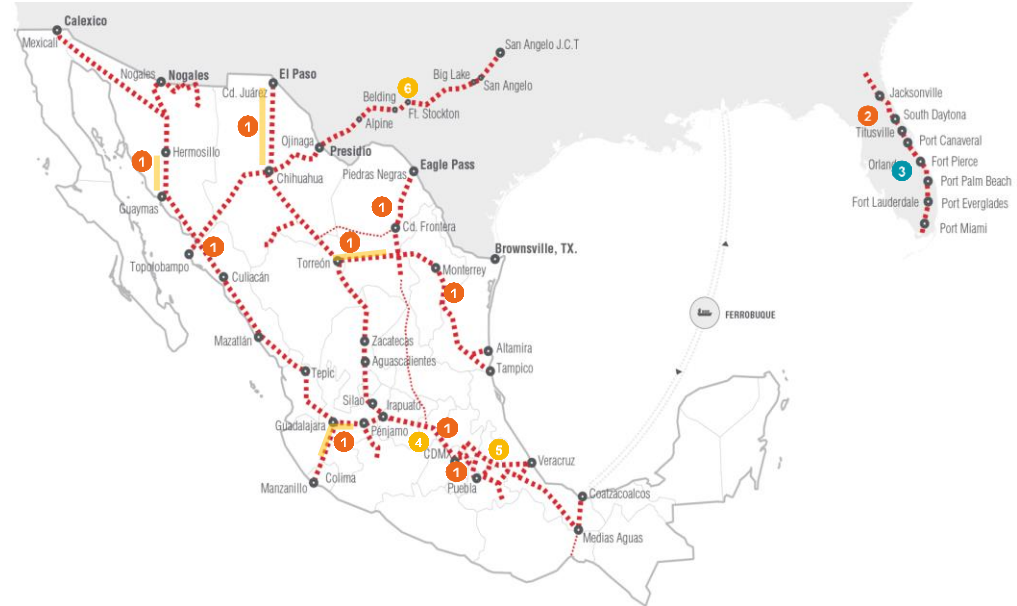 Calexico
Mexicali
Nogales
Nogales
El Paso
Cd. Juárez
San Angelo J.C.T
Big Lake
San Angelo
6
Belding
Ft. Stockton
Alpine
Ojinaga
Presidio
1
Hermosillo
1
Chihuahua
Eagle Pass
Piedras Negras
1
Guaymas
Cd. Frontera
1
1
Topolobampo
Torreón
Monterrey
Brownsville, TX.
Culiacán
1
FERROBUQUE
Mazatlán
Zacatecas
Altamira
Aguascalientes
Tampico
Tepic
Silao
Irapuato
Guadalajara
Pénjamo
1
4
1
5
CDMX
1
Veracruz
Colima
Puebla
Manzanillo
Coatzacoalcos
Medias Aguas
Jacksonville
2
South Daytona
Titusville
Port Canaveral
3
Fort Pierce
Port Palm Beach
Fort Lauderdale
Port Everglades
Port Miami